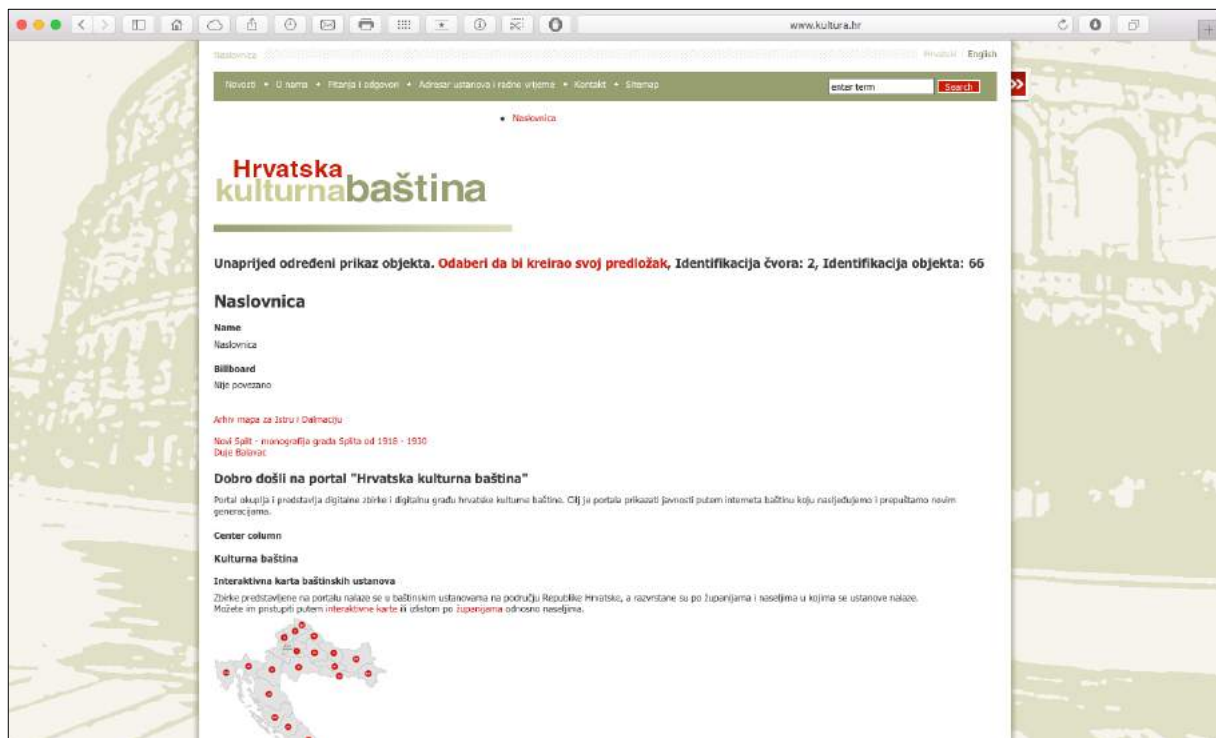 www.kultura.hr
Naslovnica
Hrvatski English
Novosti • O nama • Pitanja i odgovori • Adresar ustanova i radno vrijeme • Kontakt • Sitemap
enter term Search
Naslovnica
Hrvatska
kulturnabaština
Unaprijed određeni prikaz objekta. Odaberi da bi kreirao svoj predložak, Identifikacija čvora: 2, Identifikacija objekta: 66
Naslovnica
Name
Naslovnica
Billboard
Nije povezano
Arhiv mapa za Istru i Dalmaciju
Novi Split - monografija grada Splita od 1918 - 1930
Duje Balavac
Dobro došli na portal "Hrvatska kulturna baština"
Portal okuplja i predstavlja digitalne zbirke i digitalnu građu hrvatske kulturne baštine. Cilj je portala prikazati javnosti putem interneta baštinu koju nasljeđujemo i prepuštamo novim
generacijama.
Center column
Kulturna baština
Interaktivna karta baštinskih ustanova
Zbirke predstavljene na portalu nalaze se u baštinskim ustanovama na području Republike Hrvatske, a razvrstane su po županijama i naseljima u kojima se ustanove nalaze.
Možete im pristupiti putem interaktivne karte ili izlistom po županijama odnosno naseljima.